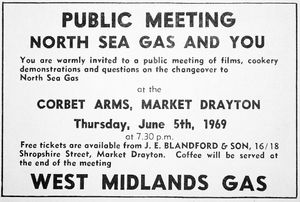 PUBLIC MEETING
NORTH SEA GAS AND YOU
You are warmly invited to a public meeting of films, cookery
demonstrations and questions on the changeover to
North Sea Gas
at the
CORBET ARMS, MARKET DRAYTON
Thursday, June 5th, 1969
at 7.30 p.m.
Free tickets are available from J. E. BLANDFORD & SON, 16/18
Shropshire Street, Market Drayton. Coffee will be served at
the end of the meeting
WEST MIDLANDS GAS